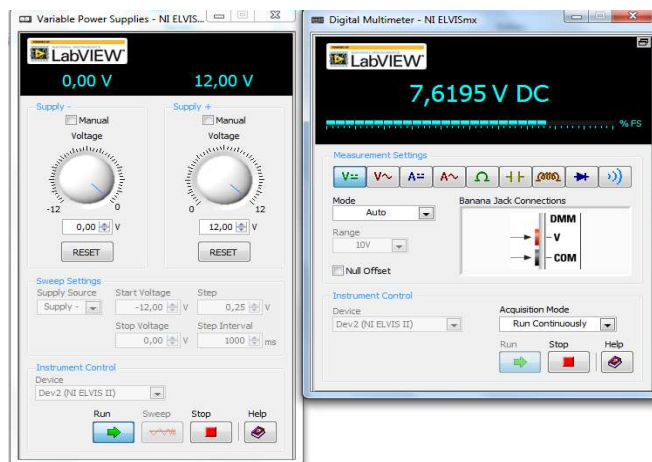 Variable Power Supplies - NI ELVIS...
LabVIEW
0,00 V 12,00 V
Supply - Supply +
Manual Manual
Voltage Voltage
-12 0 0 12
0,00 V 12,00 V
RESET RESET
Sweep Settings
Supply Source Start Voltage Step
Supply - -12,00 V 0,25 V
Stop Voltage Step Interval
0,00 V 1000 ms
Instrument Control
Device
Dev2 (NI ELVIS II)
Run Sweep Stop Help
Digital Multimeter - NI ELVISmx
LabVIEW
7,6195 V DC
% FS
Measurement Settings
V= V~ A= A~ Ω
Mode Banana Jack Connections
Auto
DMM
Range
V
10V
COM
Null Offset
Instrument Control
Device Acquisition Mode
Dev2 (NI ELVIS II) Run Continuously
Run Stop Help